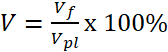 V = V_f / V_pl x 100%